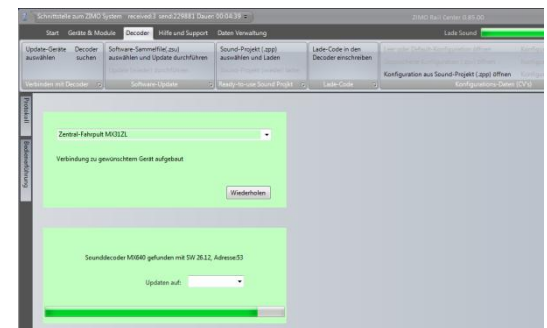 Schnittstelle zum ZIMO System received:3 send:229881 Dauer: 00:04:39
ZIMO Rail Center 0.85.00
Start Geräte & Module Decoder Hilfe und Support Daten Verwaltung
Lade Sound
Update-Geräte auswählen
Decoder suchen
Software-Sammelfile(.zsu) auswählen und Update durchführen
Sound-Projekt (.zpp) auswählen und Laden
Lade-Code in den Decoder einschreiben
Konfiguration aus Sound-Projekt (.zpp) öffnen
Verbinden mit Decoder
Software-Update
Ready-to-use Sound Projekt
Lade-Code
Konfigurations-Daten (CV's)
Protokoll
Bedienerführung
Zentral-Fahrpult MX31ZL
Verbindung zu gewünschtem Gerät aufgebaut
Wiederholen
Sounddecoder MX640 gefunden mit SW 26.12, Adresse:53
Updaten auf: